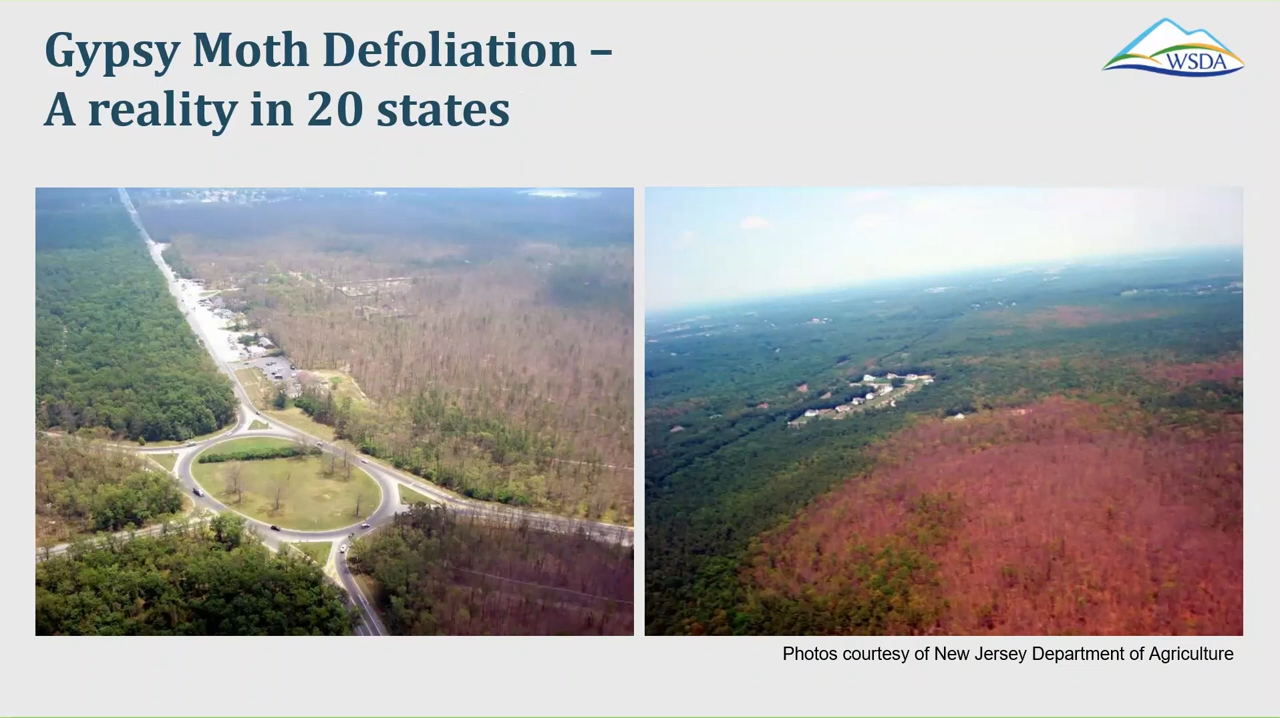 Gypsy Moth Defoliation –
A reality in 20 states
WSDA
Photos courtesy of New Jersey Department of Agriculture